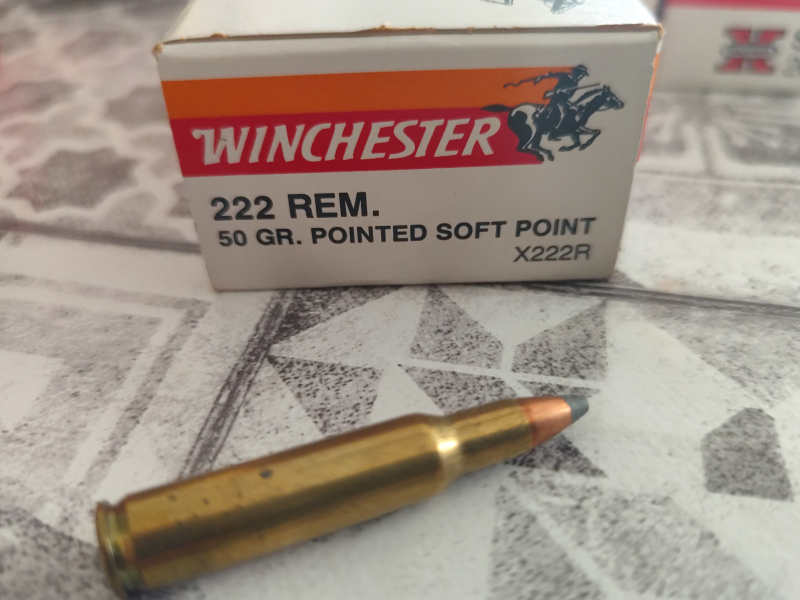 WINCHESTER
222 REM.
50 GR. POINTED SOFT POINT
X222R
X